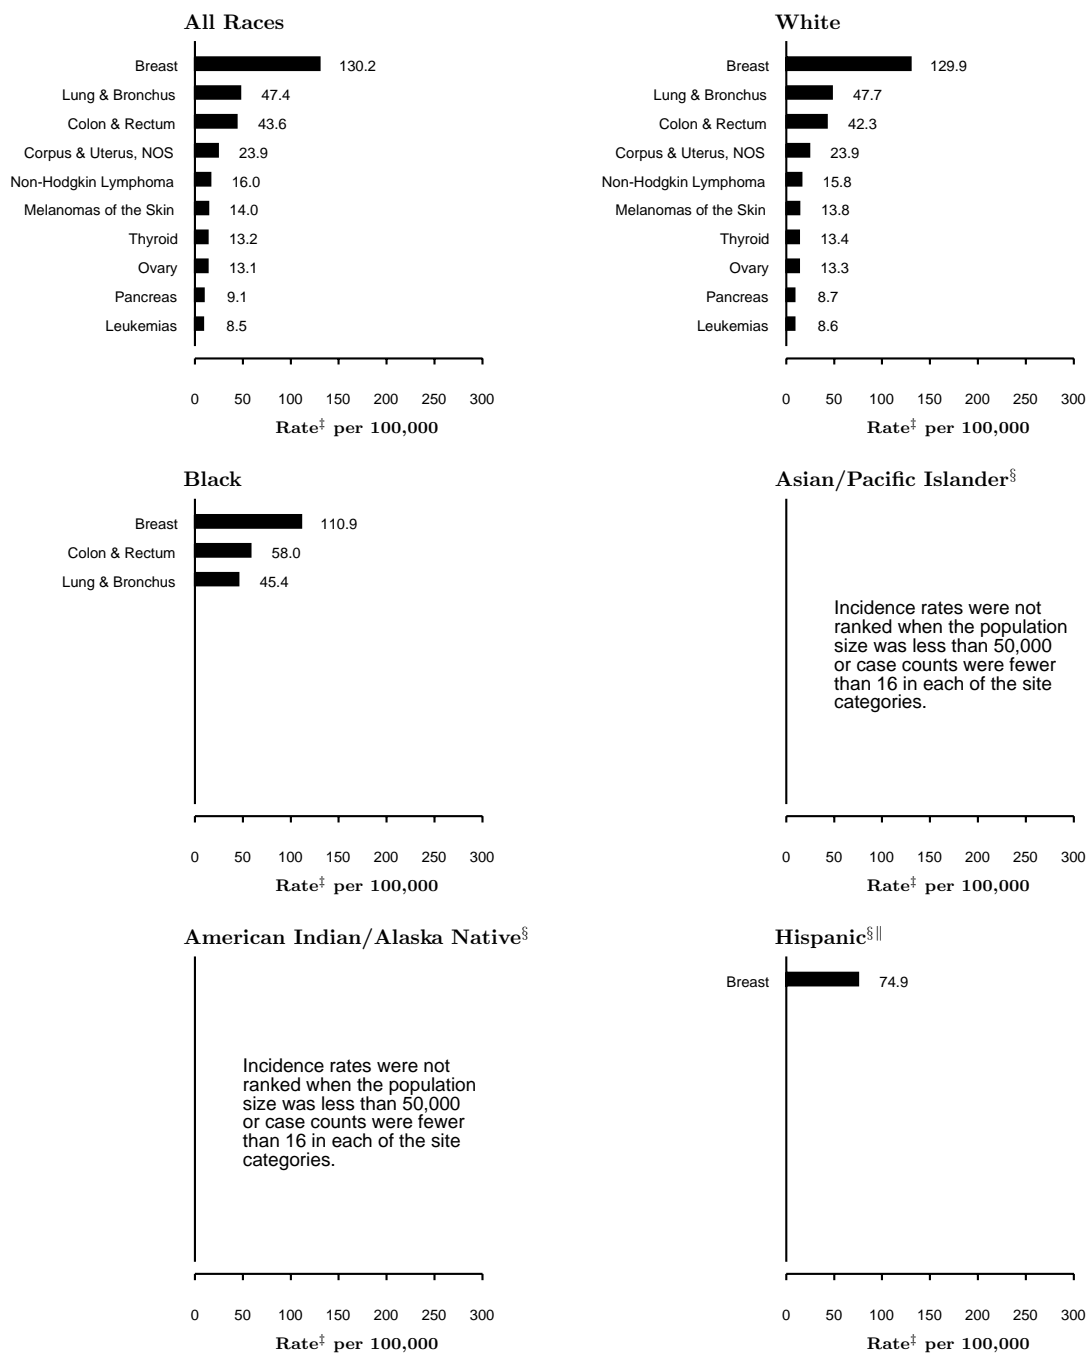 All Races
Breast 130.2
Lung & Bronchus 47.4
Colon & Rectum 43.6
Corpus & Uterus, NOS 23.9
Non-Hodgkin Lymphoma 16.0
Melanomas of the Skin 14.0
Thyroid 13.2
Ovary 13.1
Pancreas 9.1
Leukemias 8.5
0 50 100 150 200 250 300
Rate‡ per 100,000
White
Breast 129.9
Lung & Bronchus 47.7
Colon & Rectum 42.3
Corpus & Uterus, NOS 23.9
Non-Hodgkin Lymphoma 15.8
Melanomas of the Skin 13.8
Thyroid 13.4
Ovary 13.3
Pancreas 8.7
Leukemias 8.6
0 50 100 150 200 250 300
Rate‡ per 100,000
Black
Breast 110.9
Colon & Rectum 58.0
Lung & Bronchus 45.4
0 50 100 150 200 250 300
Rate‡ per 100,000
Asian/Pacific Islander§
Incidence rates were not
ranked when the population
size was less than 50,000
or case counts were fewer
than 16 in each of the site
categories.
0 50 100 150 200 250 300
Rate‡ per 100,000
American Indian/Alaska Native§
Incidence rates were not
ranked when the population
size was less than 50,000
or case counts were fewer
than 16 in each of the site
categories.
0 50 100 150 200 250 300
Rate‡ per 100,000
Hispanic§‖
Breast 74.9
0 50 100 150 200 250 300
Rate‡ per 100,000